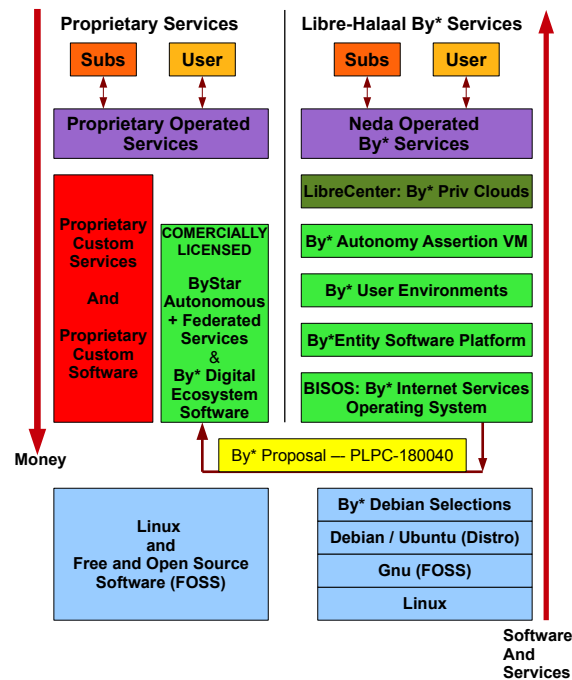 Proprietary Services
Subs
User
Proprietary Operated
Services
Proprietary
Custom
Services
And
Proprietary
Custom
Software
COMERCIALLY
LICENSED
ByStar
Autonomous
+ Federated
Services
&
By* Digital
Ecosystem
Software
Money
Libre-Halaal By* Services
Subs
User
Neda Operated
By* Services
LibreCenter: By* Priv Clouds
By* Autonomy Assertion VM
By* User Environments
By*Entity Software Platform
BISOS: By* Internet Services
Operating System
By* Proposal –- PLPC-180040
Linux
and
Free and Open Source
Software (FOSS)
By* Debian Selections
Debian / Ubuntu (Distro)
Gnu (FOSS)
Linux
Software
And
Services